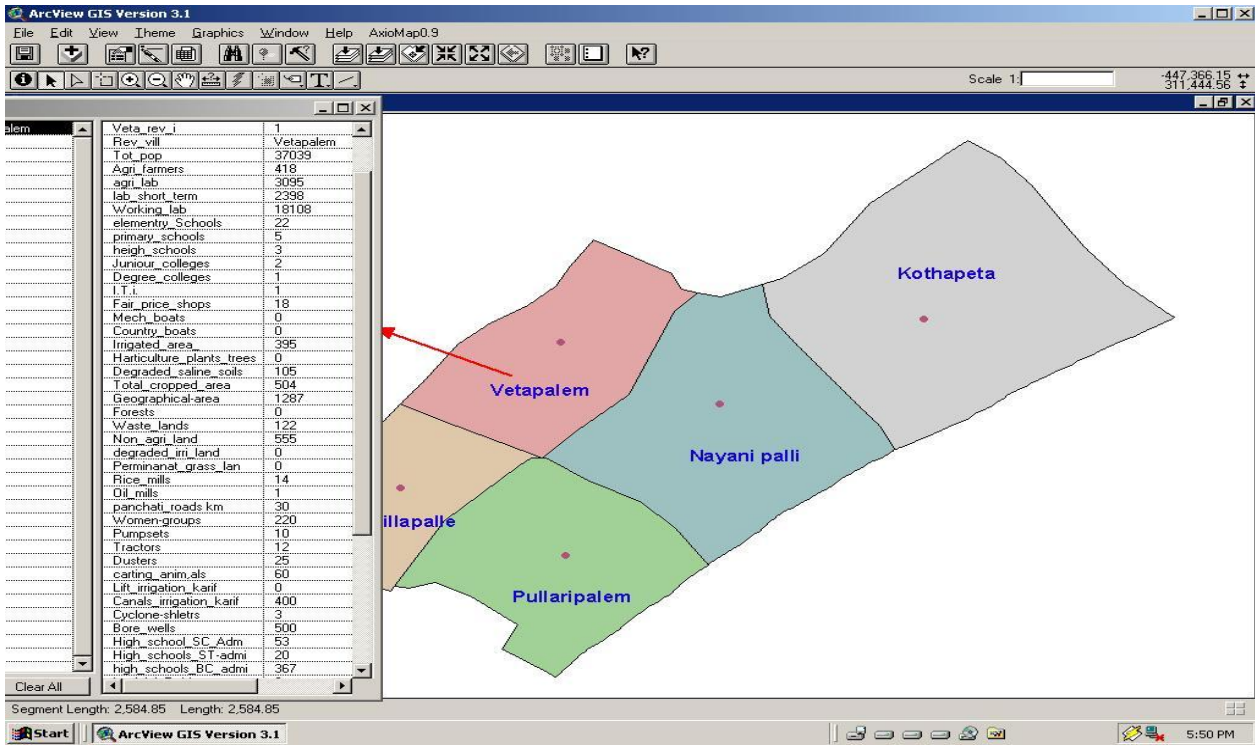 ArcView GIS Version 3.1
File Edit View Theme Graphics Window Help AxioMap0.9
Scale 1: -447,366.15
311,444.56
alem
Veta_rev_i 1
Rev_vill Vetapalem
Tot_pop 37039
Agri_farmers 418
agri_lab 3095
lab_short_term 2398
Working_lab 18108
elementry_Schools 22
primary_schools 5
heigh_schools 3
Juniour_colleges 2
Degree_colleges 1
I.T.i. 1
Fair_price_shops 18
Mech_boats 0
Country_boats 0
Irrigated_area_ 395
Harticulture_plants_trees 0
Degraded_saline_soils 105
Total_cropped_area 504
Geographical-area 1287
Forests 0
Waste_lands 122
Non_agri_land 555
degraded_irri_land 0
Perminanat_grass_lan 0
Rice_mills 14
Oil_mills 1
panchati_roads km 30
Women-groups 220
Pumpsets 10
Tractors 12
Dusters 25
carting_anim,als 60
Lift_irrigation_karif 0
Canals_irrigation_karif 400
Cyclone-shletrs 3
Bore_wells 500
High_school_SC_Adm 53
High_schools_ST-admi 20
high_schools_BC_admi 367
Clear All
Kothapeta
Vetapalem
Nayani palli
illapalle
Pullaripalem
Segment Length: 2,584.85 Length: 2,584.85
Start ArcView GIS Version 3.1 5:50 PM